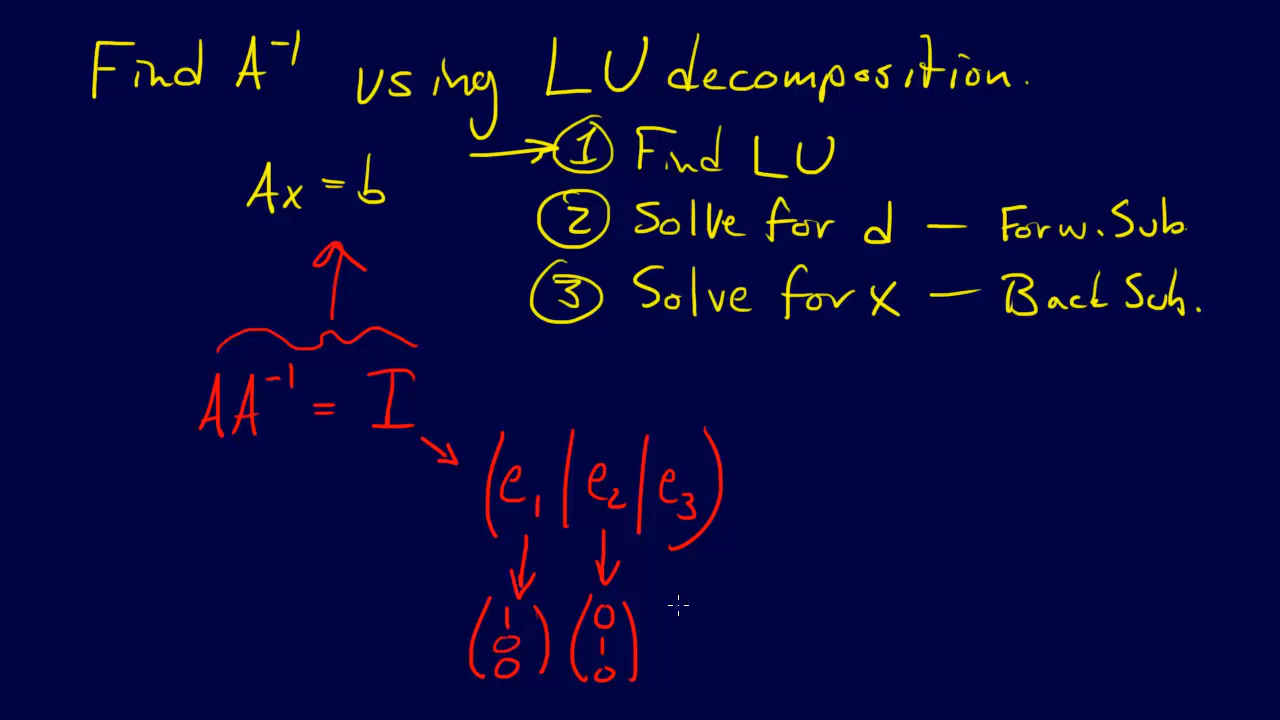 Find A⁻¹ using LU decomposition.
① Find LU
Ax = b
② Solve for d — Forw. Sub
③ Solve for x — Back Sub.
AA⁻¹ = I
(e₁ | e₂ | e₃)
(1 0 0) (0 1 0)